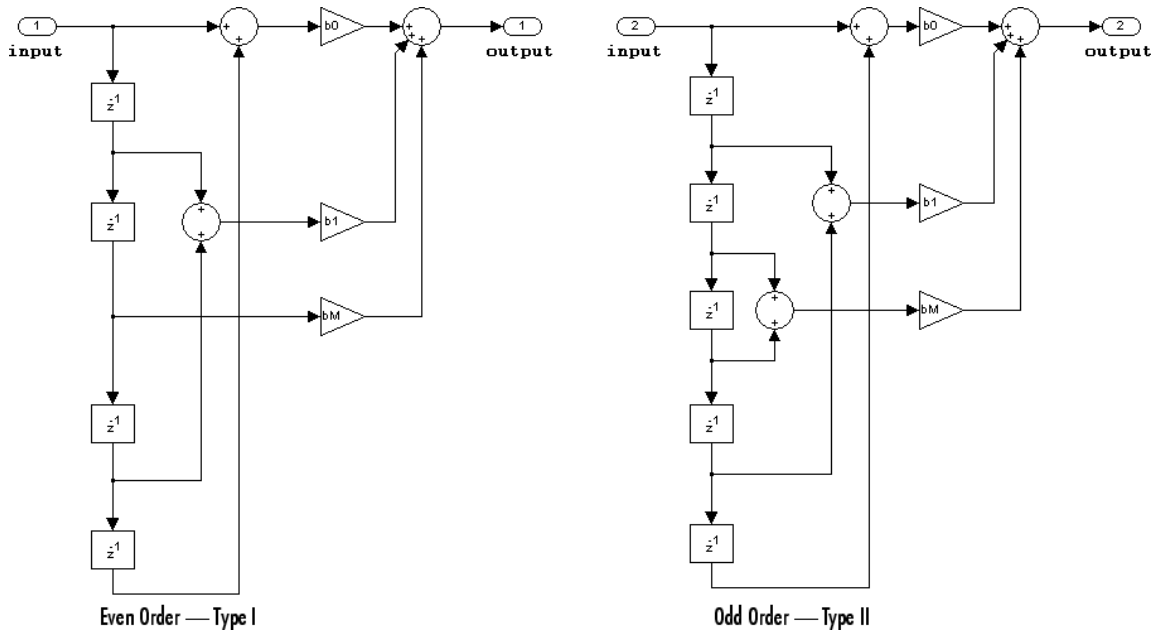 1
input
+
+
b0
+
+
+
1
output
z-1
z-1
+
+
b1
bM
z-1
z-1
Even Order — Type I
2
input
+
+
b0
+
+
+
2
output
z-1
z-1
+
+
b1
z-1
+
+
bM
z-1
z-1
Odd Order — Type II